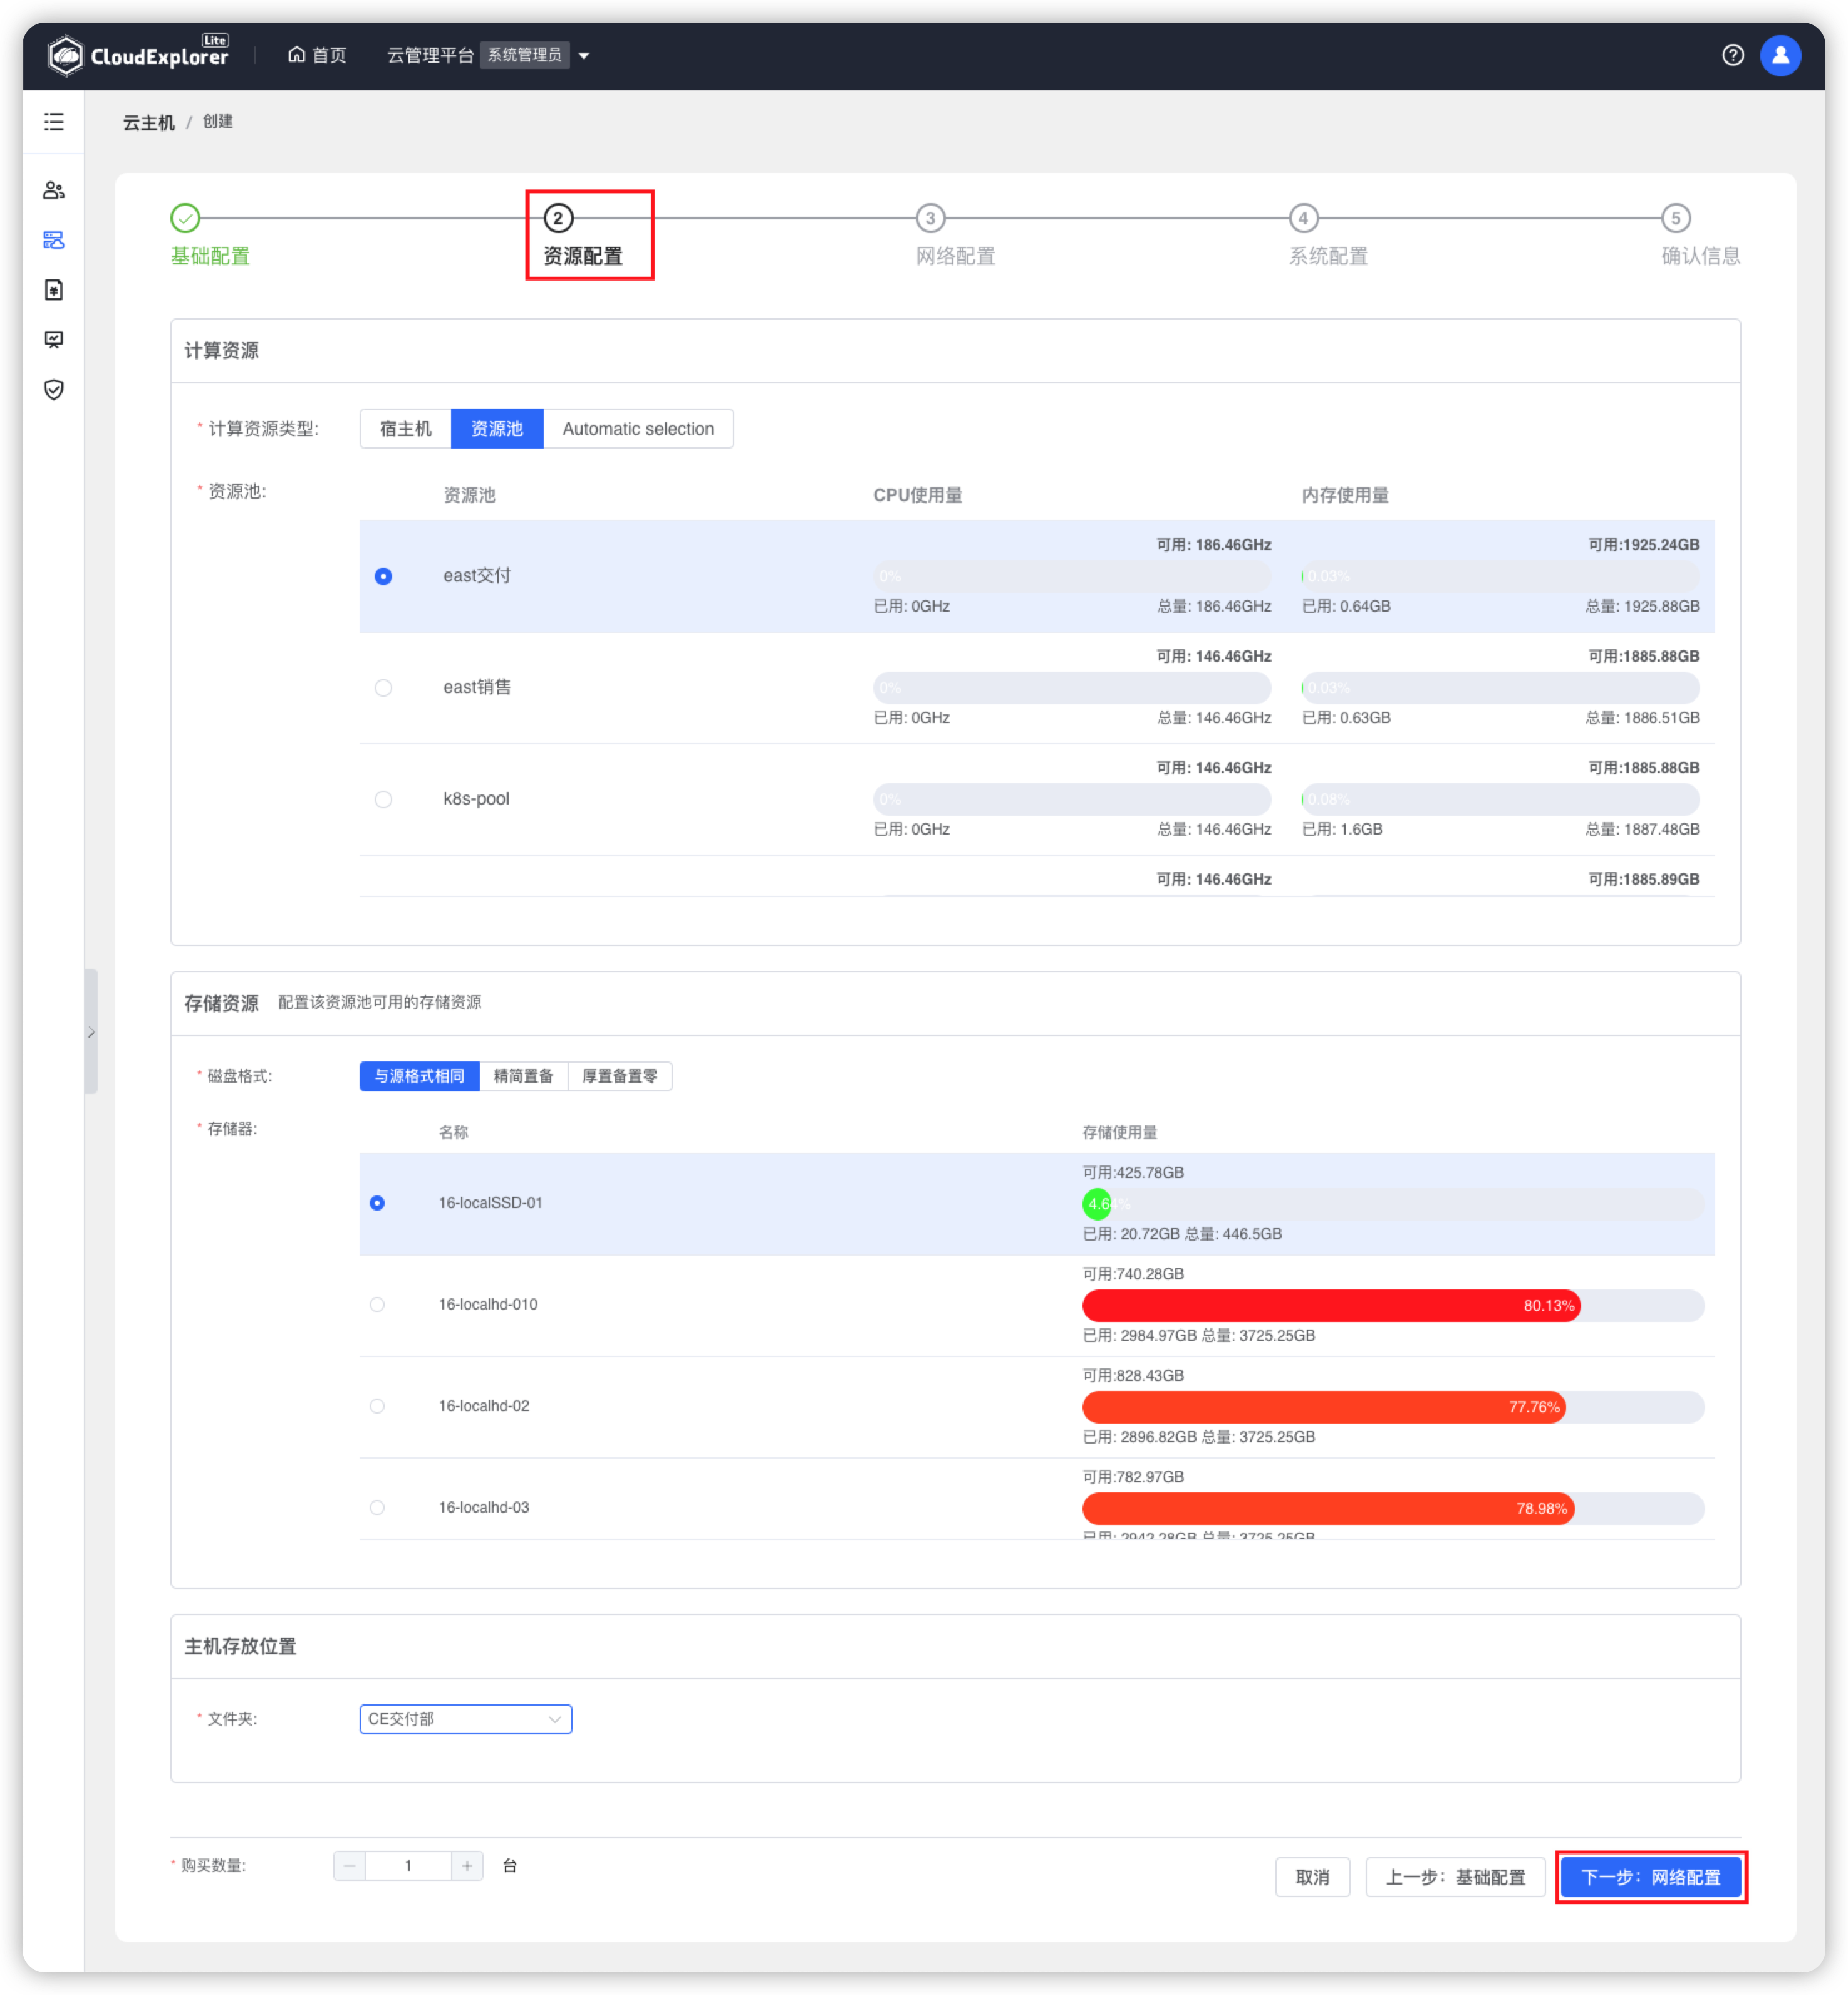 CloudExplorer Lite
首页
云管理平台 系统管理员
云主机 / 创建
基础配置
2
资源配置
3
网络配置
4
系统配置
5
确认信息
计算资源
* 计算资源类型: 宿主机 资源池 Automatic selection
* 资源池:
资源池 CPU使用量 内存使用量
可用: 186.46GHz 可用:1925.24GB
east交付 0% 0.03%
已用: 0GHz 总量: 186.46GHz 已用: 0.64GB 总量: 1925.88GB
可用: 146.46GHz 可用:1885.88GB
east销售 0% 0.03%
已用: 0GHz 总量: 146.46GHz 已用: 0.63GB 总量: 1886.51GB
可用: 146.46GHz 可用:1885.88GB
k8s-pool 0% 0.08%
已用: 0GHz 总量: 146.46GHz 已用: 1.6GB 总量: 1887.48GB
可用: 146.46GHz 可用:1885.89GB
存储资源 配置该资源池可用的存储资源
* 磁盘格式: 与源格式相同 精简置备 厚置备置零
* 存储器:
名称 存储使用量
可用:425.78GB
16-localSSD-01 4.64%
已用: 20.72GB 总量: 446.5GB
可用:740.28GB
16-localhd-010 80.13%
已用: 2984.97GB 总量: 3725.25GB
可用:828.43GB
16-localhd-02 77.76%
已用: 2896.82GB 总量: 3725.25GB
可用:782.97GB
16-localhd-03 78.98%
已用: 2942.28GB 总量: 3725.25GB
主机存放位置
* 文件夹: CE交付部
* 购买数量: − 1 + 台
取消 上一步：基础配置 下一步：网络配置